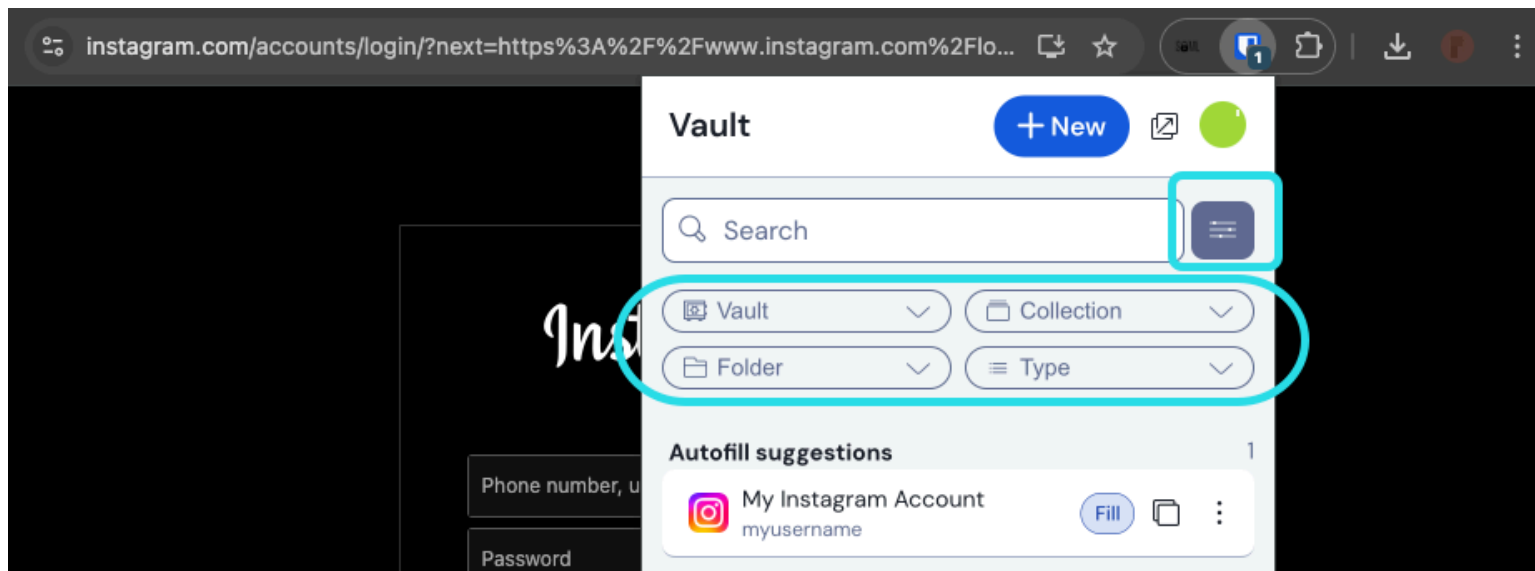 instagram.com/accounts/login/?next=https%3A%2F%2Fwww.instagram.com%2Flo...
1
Vault
New
Search
Vault
Collection
Folder
Type
Autofill suggestions
1
My Instagram Account
myusername
Fill
Inst
Phone number, u
Password